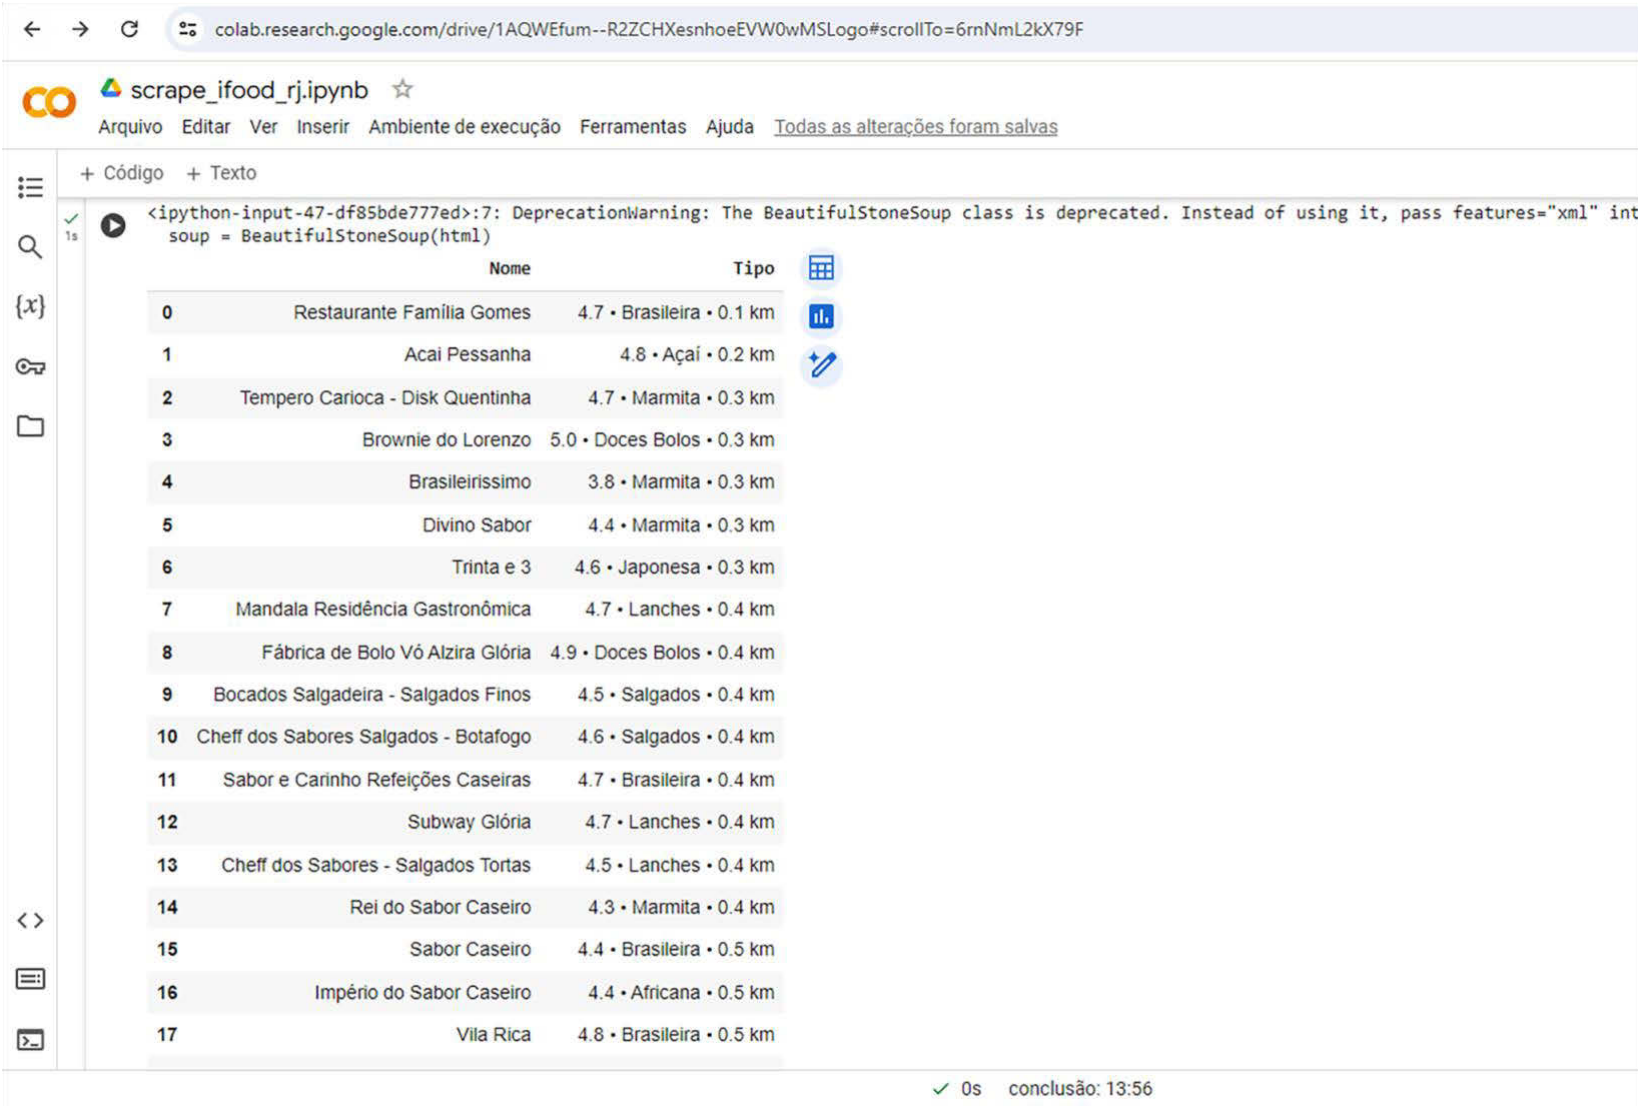 colab.research.google.com/drive/1AQWEfum--R2ZCHXesnhoeEVW0wMSLogo#scrollTo=6rnNmL2kX79F
CO scrape_ifood_rj.ipynb
Arquivo Editar Ver Inserir Ambiente de execução Ferramentas Ajuda Todas as alterações foram salvas
+ Código + Texto
<ipython-input-47-df85bde777ed>:7: DeprecationWarning: The BeautifulStoneSoup class is deprecated. Instead of using it, pass features="xml" int
1s
soup = BeautifulStoneSoup(html)
Nome Tipo
0 Restaurante Família Gomes 4.7 • Brasileira • 0.1 km
{x}
1 Acai Pessanha 4.8 • Açaí • 0.2 km
2 Tempero Carioca - Disk Quentinha 4.7 • Marmita • 0.3 km
3 Brownie do Lorenzo 5.0 • Doces Bolos • 0.3 km
4 Brasileirissimo 3.8 • Marmita • 0.3 km
5 Divino Sabor 4.4 • Marmita • 0.3 km
6 Trinta e 3 4.6 • Japonesa • 0.3 km
7 Mandala Residência Gastronômica 4.7 • Lanches • 0.4 km
8 Fábrica de Bolo Vó Alzira Glória 4.9 • Doces Bolos • 0.4 km
9 Bocados Salgadeira - Salgados Finos 4.5 • Salgados • 0.4 km
10 Cheff dos Sabores Salgados - Botafogo 4.6 • Salgados • 0.4 km
11 Sabor e Carinho Refeições Caseiras 4.7 • Brasileira • 0.4 km
12 Subway Glória 4.7 • Lanches • 0.4 km
13 Cheff dos Sabores - Salgados Tortas 4.5 • Lanches • 0.4 km
14 Rei do Sabor Caseiro 4.3 • Marmita • 0.4 km
15 Sabor Caseiro 4.4 • Brasileira • 0.5 km
16 Império do Sabor Caseiro 4.4 • Africana • 0.5 km
17 Vila Rica 4.8 • Brasileira • 0.5 km
✓ 0s conclusão: 13:56